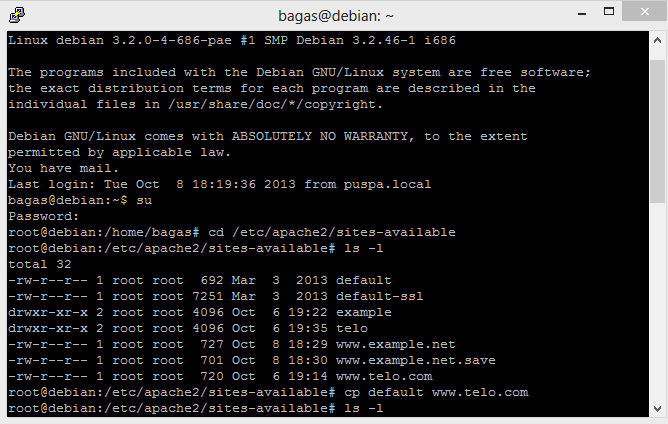 bagas@debian: ~
Linux debian 3.2.0-4-686-pae #1 SMP Debian 3.2.46-1 i686
The programs included with the Debian GNU/Linux system are free software;
the exact distribution terms for each program are described in the
individual files in /usr/share/doc/*/copyright.
Debian GNU/Linux comes with ABSOLUTELY NO WARRANTY, to the extent
permitted by applicable law.
You have mail.
Last login: Tue Oct  8 18:19:36 2013 from puspa.local
bagas@debian:~$ su
Password:
root@debian:/home/bagas# cd /etc/apache2/sites-available
root@debian:/etc/apache2/sites-available# ls -l
total 32
-rw-r--r-- 1 root root  692 Mar  3  2013 default
-rw-r--r-- 1 root root 7251 Mar  3  2013 default-ssl
drwxr-xr-x 2 root root 4096 Oct  6 19:22 example
drwxr-xr-x 2 root root 4096 Oct  6 19:35 telo
-rw-r--r-- 1 root root  727 Oct  8 18:29 www.example.net
-rw-r--r-- 1 root root  701 Oct  8 18:30 www.example.net.save
-rw-r--r-- 1 root root  720 Oct  6 19:14 www.telo.com
root@debian:/etc/apache2/sites-available# cp default www.telo.com
root@debian:/etc/apache2/sites-available# ls -l